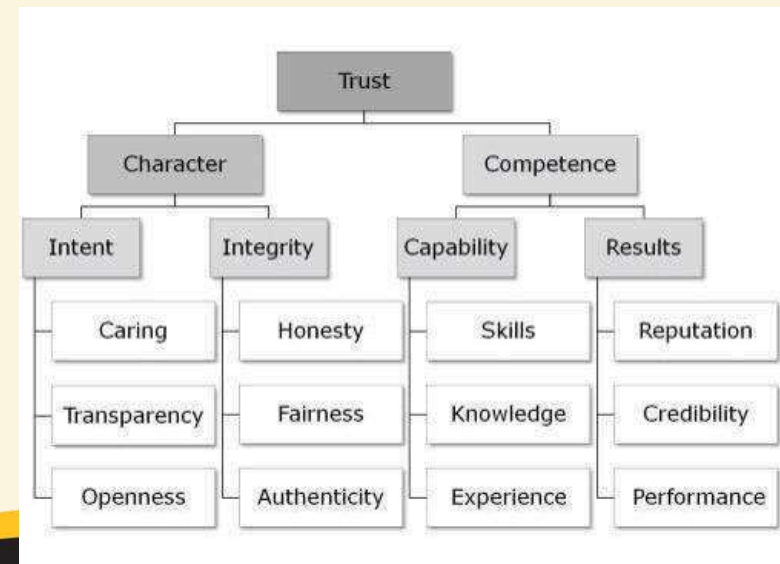 Trust
Character
Competence
Intent
Integrity
Capability
Results
Caring
Honesty
Skills
Reputation
Transparency
Fairness
Knowledge
Credibility
Openness
Authenticity
Experience
Performance